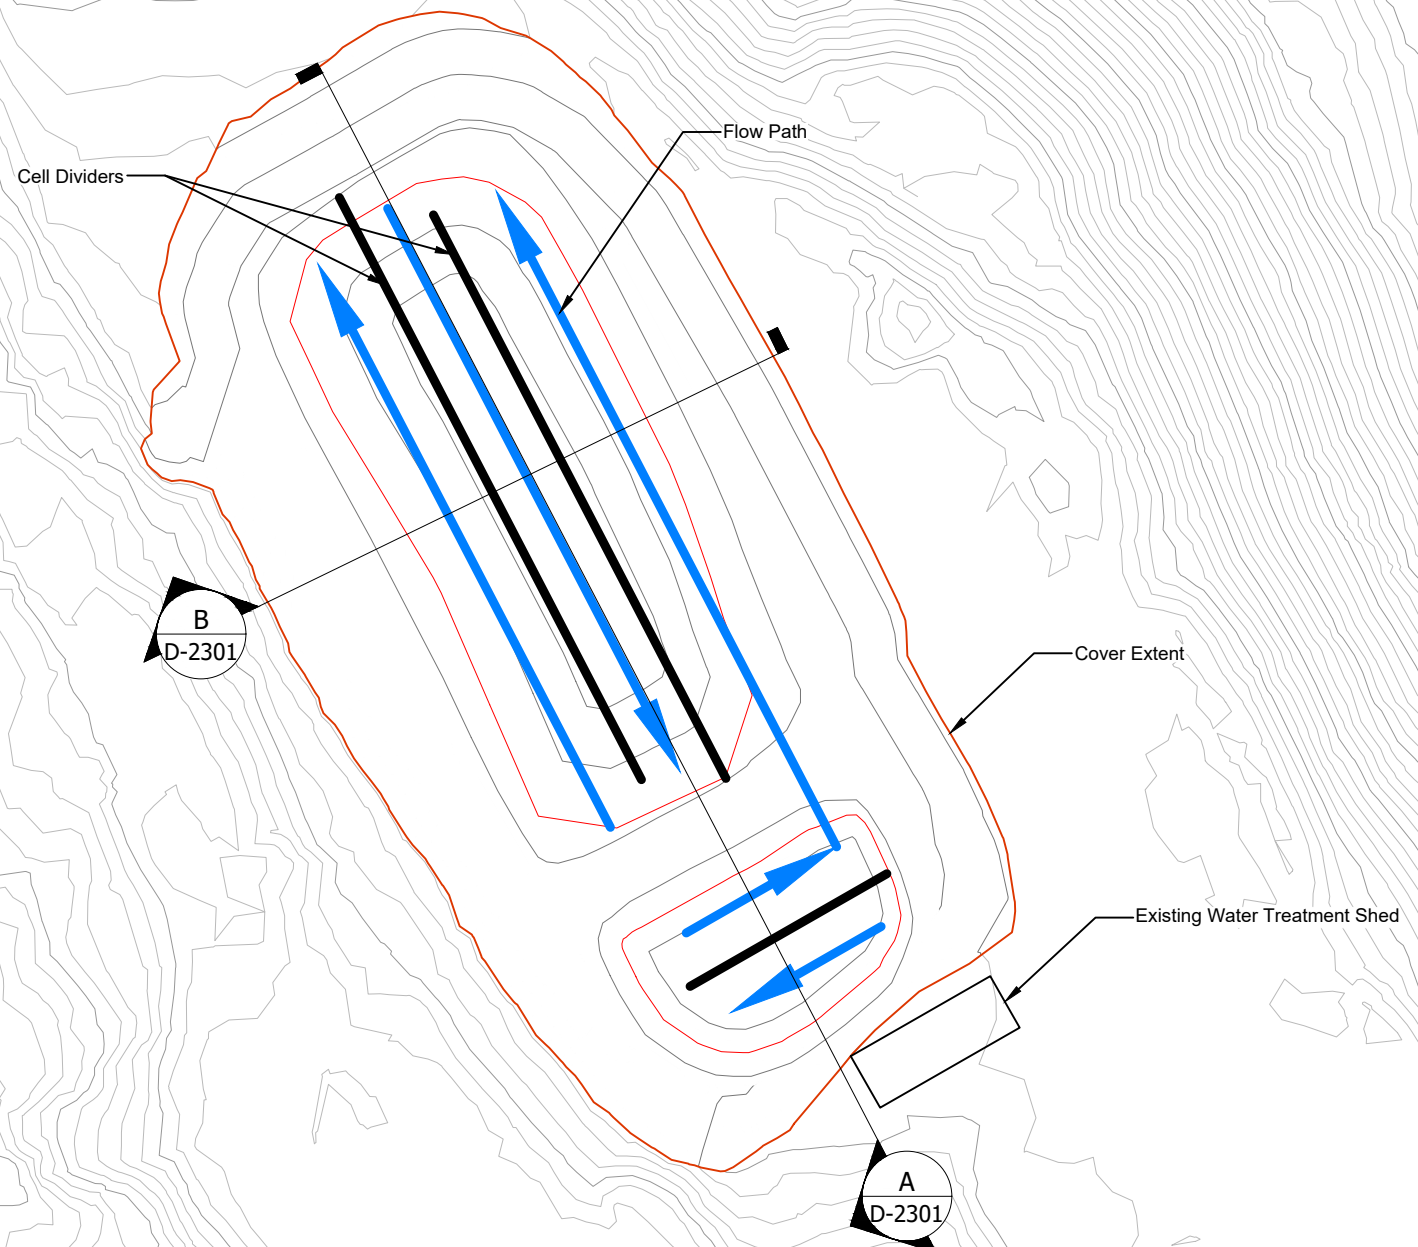 Flow Path
Cell Dividers
B
D-2301
Cover Extent
Existing Water Treatment Shed
A
D-2301